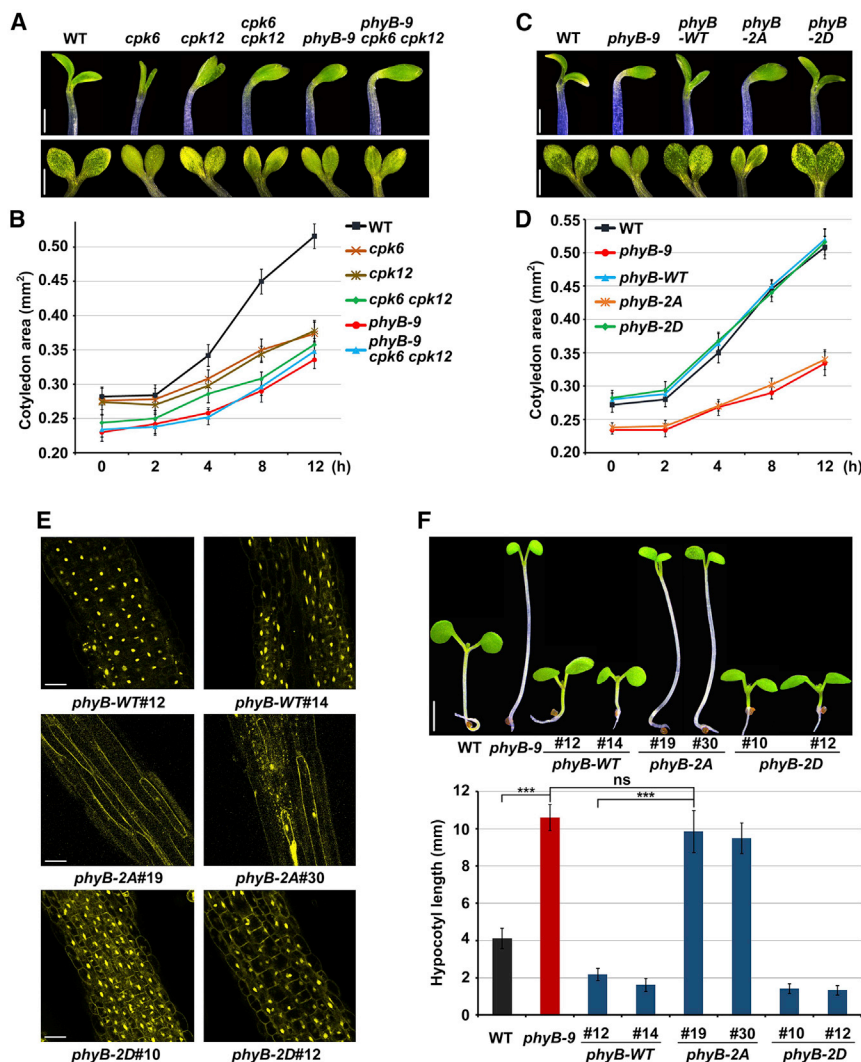 A
WT cpk6 cpk12 cpk6 cpk12 phyB-9 phyB-9 cpk6 cpk12
B
Cotyledon area (mm²)
0.50
0.45
0.40
0.35
0.30
0.25
0.20
0 2 4 8 12 (h)
WT
cpk6
cpk12
cpk6 cpk12
phyB-9
phyB-9
cpk6 cpk12
C
WT phyB-9 phyB-WT phyB-2A phyB-2D
D
Cotyledon area (mm²)
0.55
0.50
0.45
0.40
0.35
0.30
0.25
0.20
0 2 4 8 12 (h)
WT
phyB-9
phyB-WT
phyB-2A
phyB-2D
E
phyB-WT#12 phyB-WT#14
phyB-2A#19 phyB-2A#30
phyB-2D#10 phyB-2D#12
F
WT phyB-9 #12 #14 #19 #30 #10 #12
phyB-WT phyB-2A phyB-2D
Hypocotyl length (mm)
12
10
8
6
4
2
0
ns
*** ***
WT phyB-9 #12 #14 #19 #30 #10 #12
phyB-WT phyB-2A phyB-2D